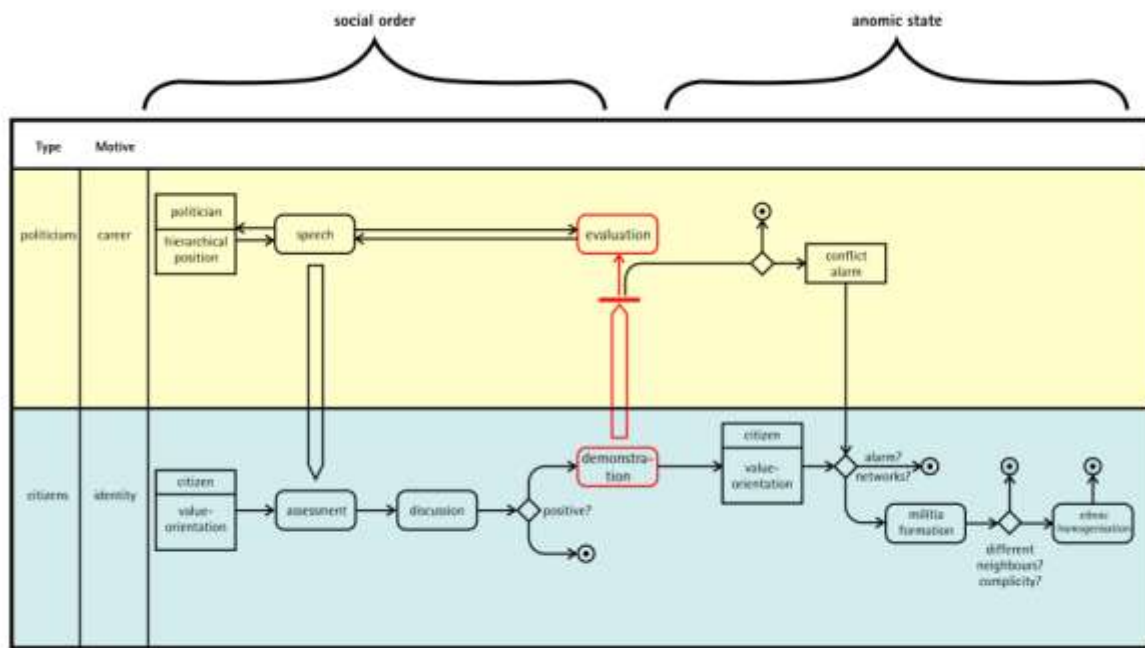 social order
anomic state
Type
Motive
politicians
career
politician
hierarchical
position
speech
evaluation
conflict
alarm
citizens
identity
citizen
value-
orientation
assessment
discussion
positive?
demonstra-
tion
citizen
value-
orientation
alarm?
networks?
militia
formation
different
neighbours?
complicity?
ethnic
homogenisation